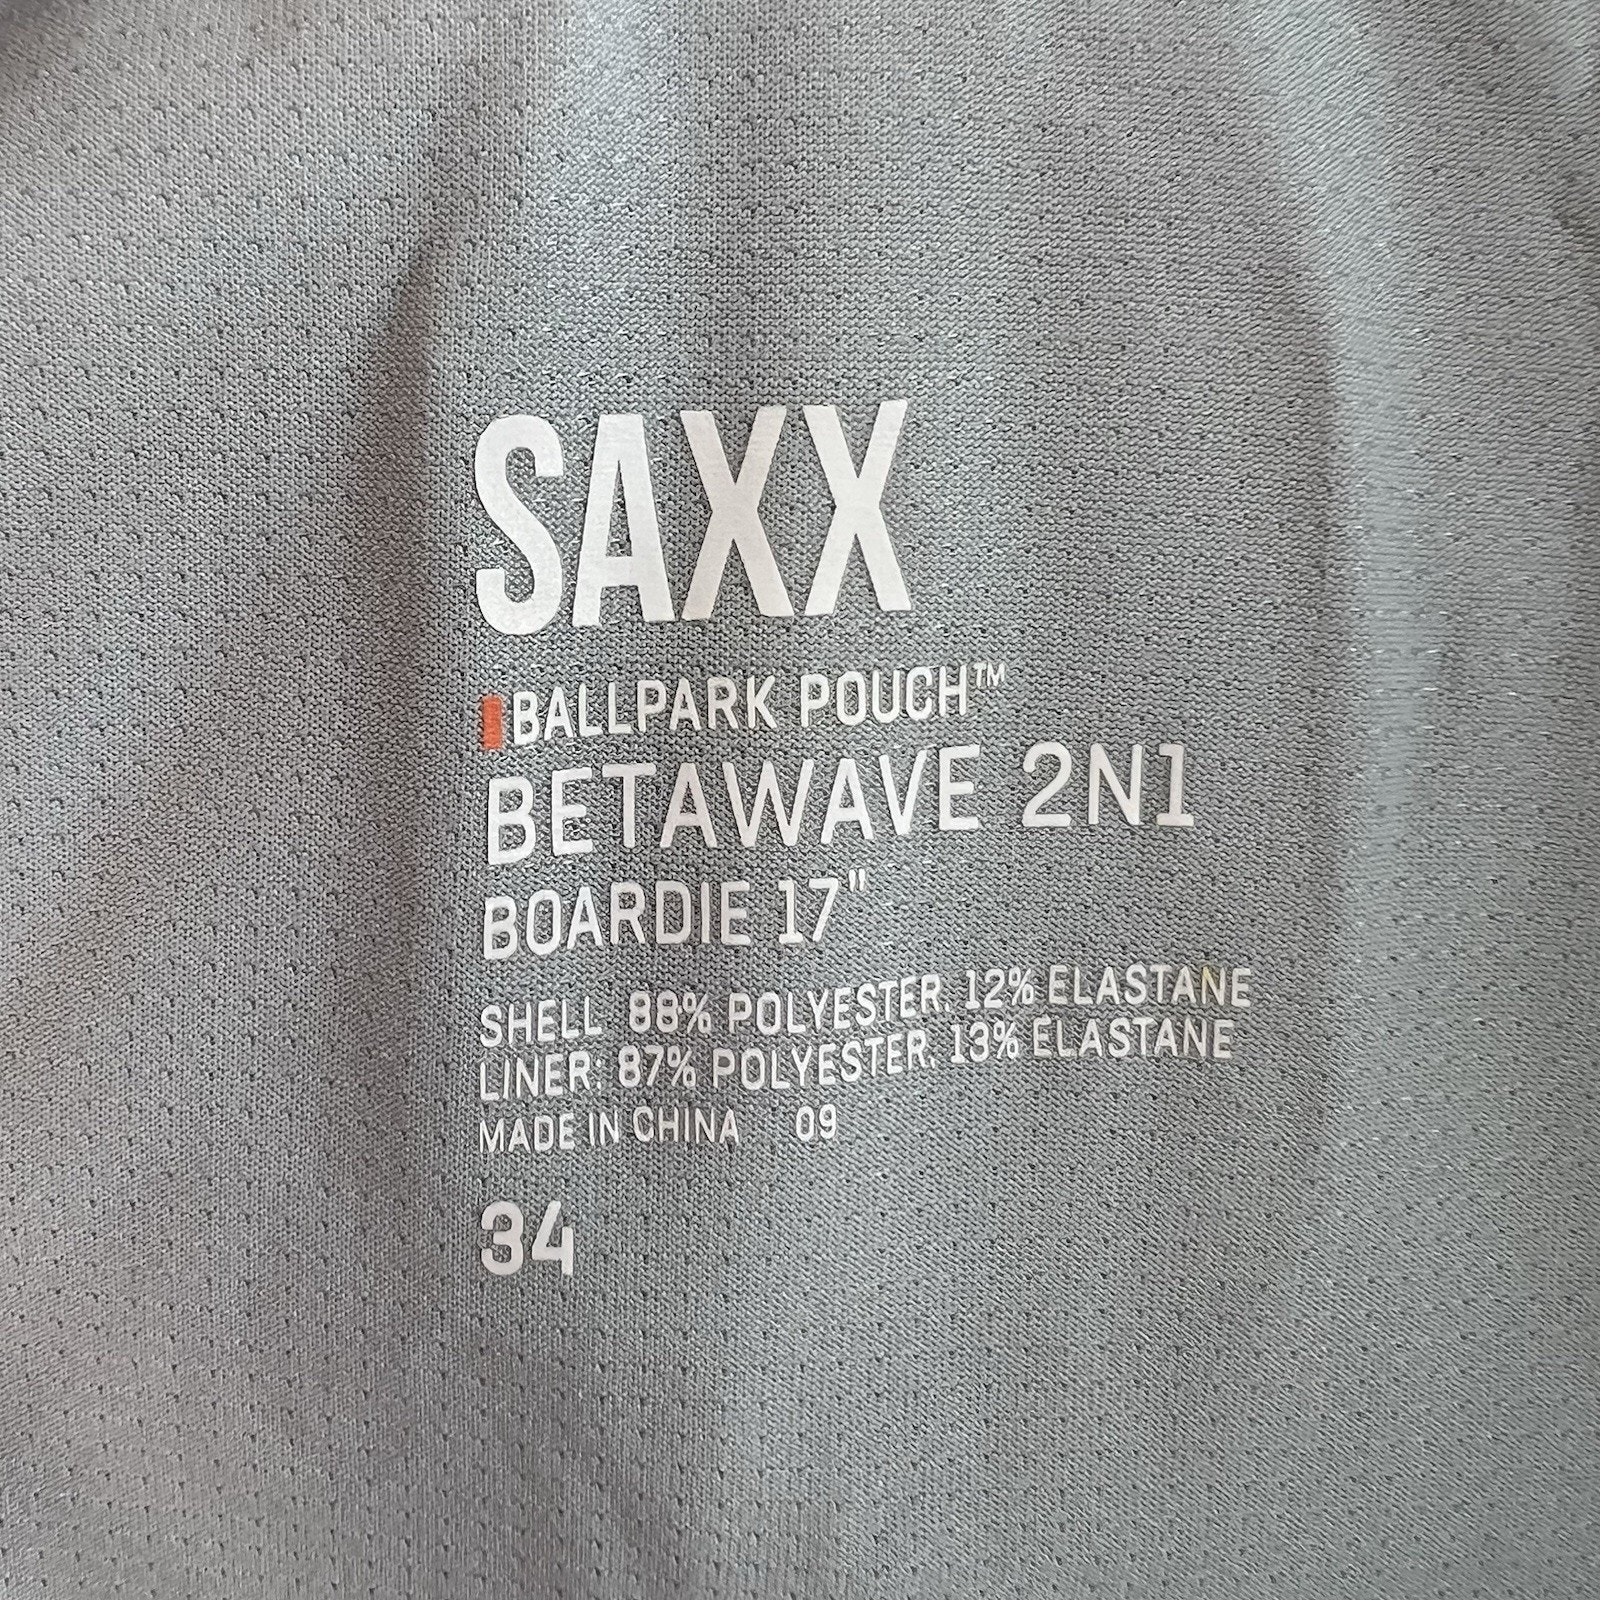 SAXX
BALLPARK POUCH™
BETAWAVE 2N1
BOARDIE 17"
SHELL 88% POLYESTER, 12% ELASTANE
LINER: 87% POLYESTER, 13% ELASTANE
MADE IN CHINA 09
34